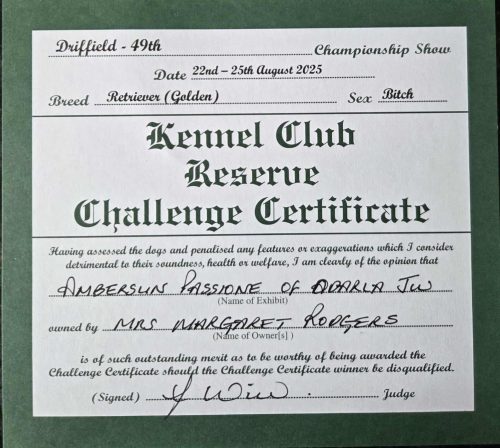 Driffield - 49th Championship Show
Date 22nd – 25th August 2025
Breed Retriever (Golden) Sex Bitch
Kennel Club
Reserve
Challenge Certificate
Having assessed the dogs and penalised any features or exaggerations which I consider
detrimental to their soundness, health or welfare, I am clearly of the opinion that
AMBERSUN PASSIONE OF DAARLA JW
(Name of Exhibit)
owned by MRS MARGARET RODGERS
(Name of Owner[s] )
is of such outstanding merit as to be worthy of being awarded the
Challenge Certificate should the Challenge Certificate winner be disqualified.
(Signed) Judge